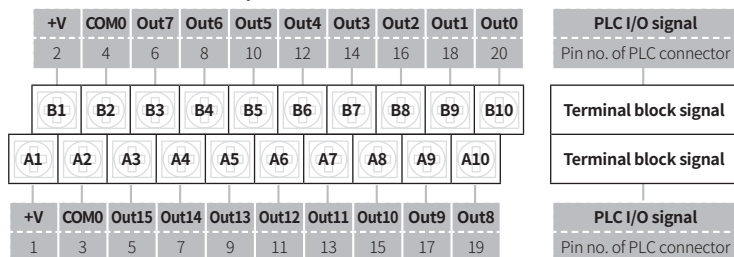 +V COM0 Out7 Out6 Out5 Out4 Out3 Out2 Out1 Out0 PLC I/O signal
2 4 6 8 10 12 14 16 18 20 Pin no. of PLC connector
B1 B2 B3 B4 B5 B6 B7 B8 B9 B10 Terminal block signal
A1 A2 A3 A4 A5 A6 A7 A8 A9 A10 Terminal block signal
+V COM0 Out15 Out14 Out13 Out12 Out11 Out10 Out9 Out8 PLC I/O signal
1 3 5 7 9 11 13 15 17 19 Pin no. of PLC connector